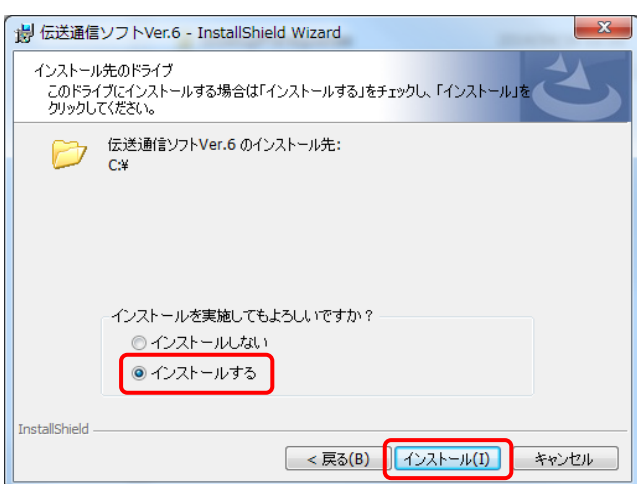 伝送通信ソフトVer.6 - InstallShield Wizard
インストール先のドライブ
このドライブにインストールする場合は「インストールする」をチェックし、「インストール」を
クリックしてください。
伝送通信ソフトVer.6 のインストール先:
C:¥
インストールを実施してもよろしいですか？
インストールしない
インストールする
InstallShield
< 戻る(B)
インストール(I)
キャンセル